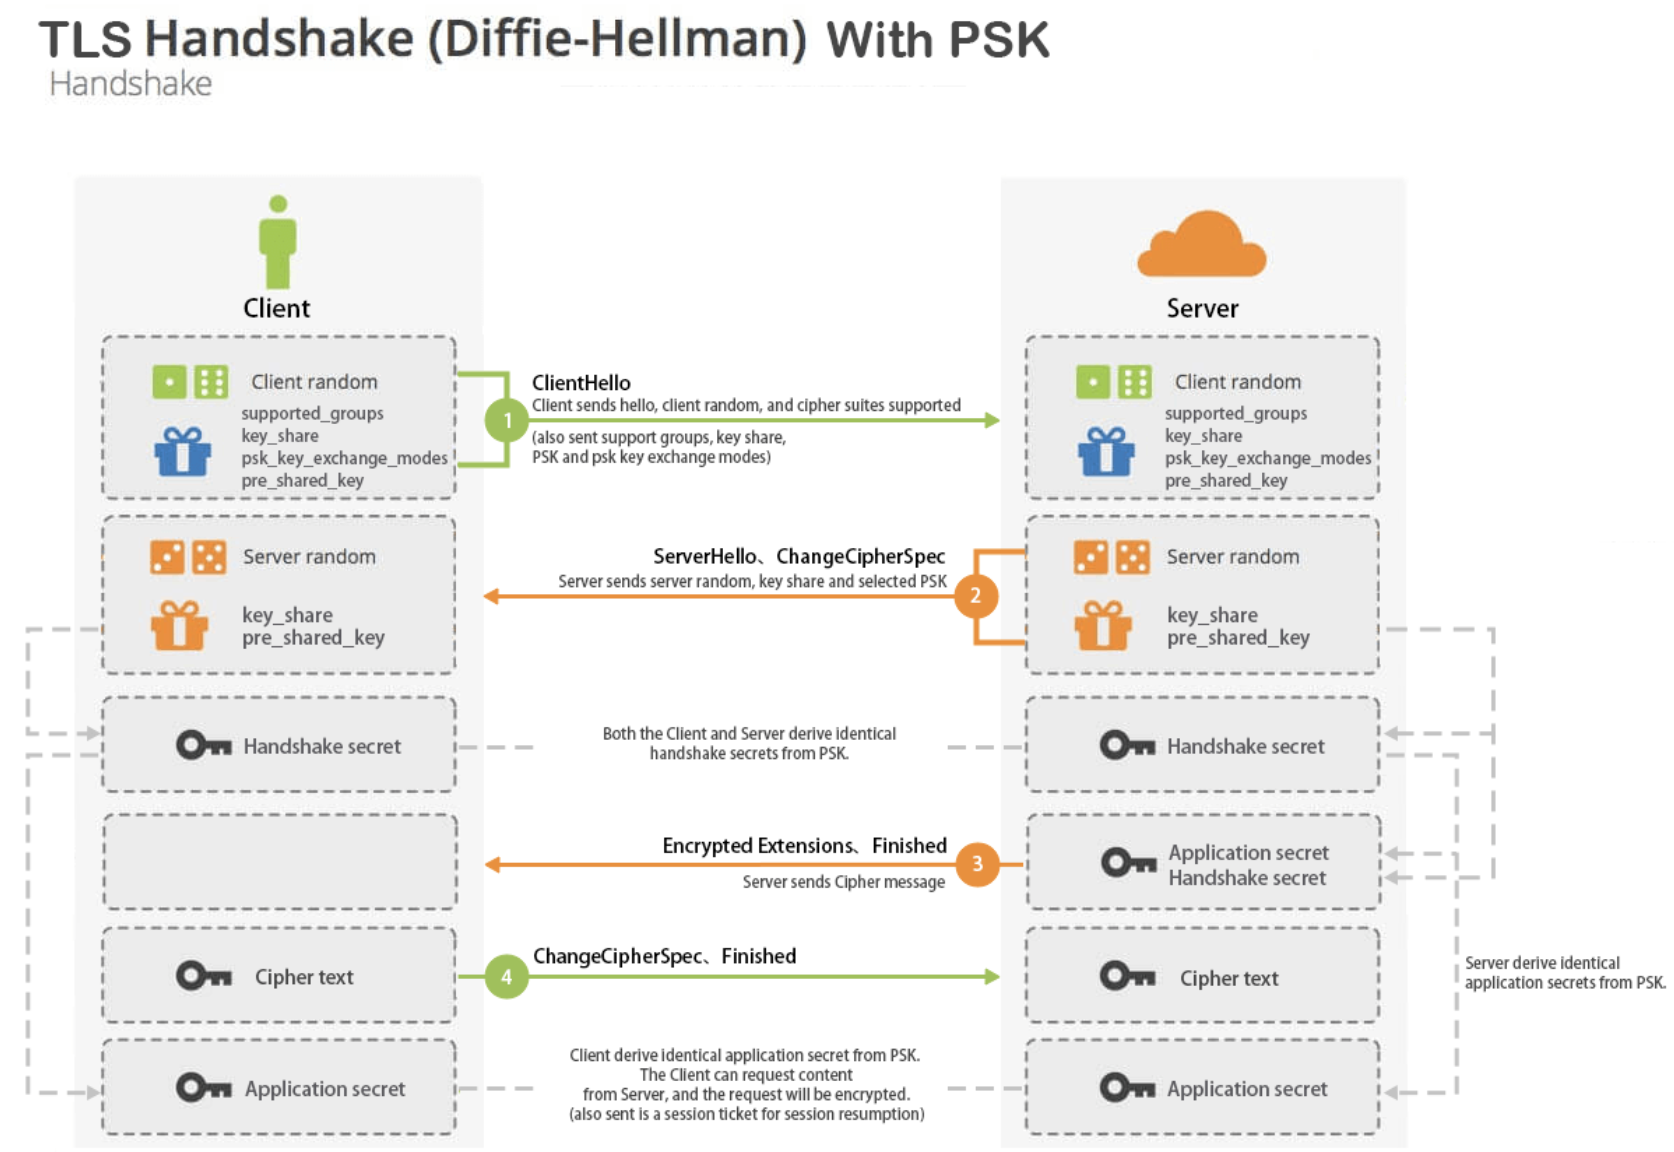 TLS Handshake (Diffie-Hellman) With PSK
Handshake
Client
Server
Client random
supported_groups
key_share
psk_key_exchange_modes
pre_shared_key
ClientHello
Client sends hello, client random, and cipher suites supported
(also sent support groups, key share,
PSK and psk key exchange modes)
1
Client random
supported_groups
key_share
psk_key_exchange_modes
pre_shared_key
Server random
key_share
pre_shared_key
ServerHello、ChangeCipherSpec
Server sends server random, key share and selected PSK
2
Server random
key_share
pre_shared_key
Handshake secret
Both the Client and Server derive identical
handshake secrets from PSK.
Handshake secret
Encrypted Extensions、Finished
Server sends Cipher message
3
Application secret
Handshake secret
Cipher text
4
ChangeCipherSpec、Finished
Cipher text
Server derive identical
application secrets from PSK.
Application secret
Client derive identical application secret from PSK.
The Client can request content
from Server, and the request will be encrypted.
(also sent is a session ticket for session resumption)
Application secret